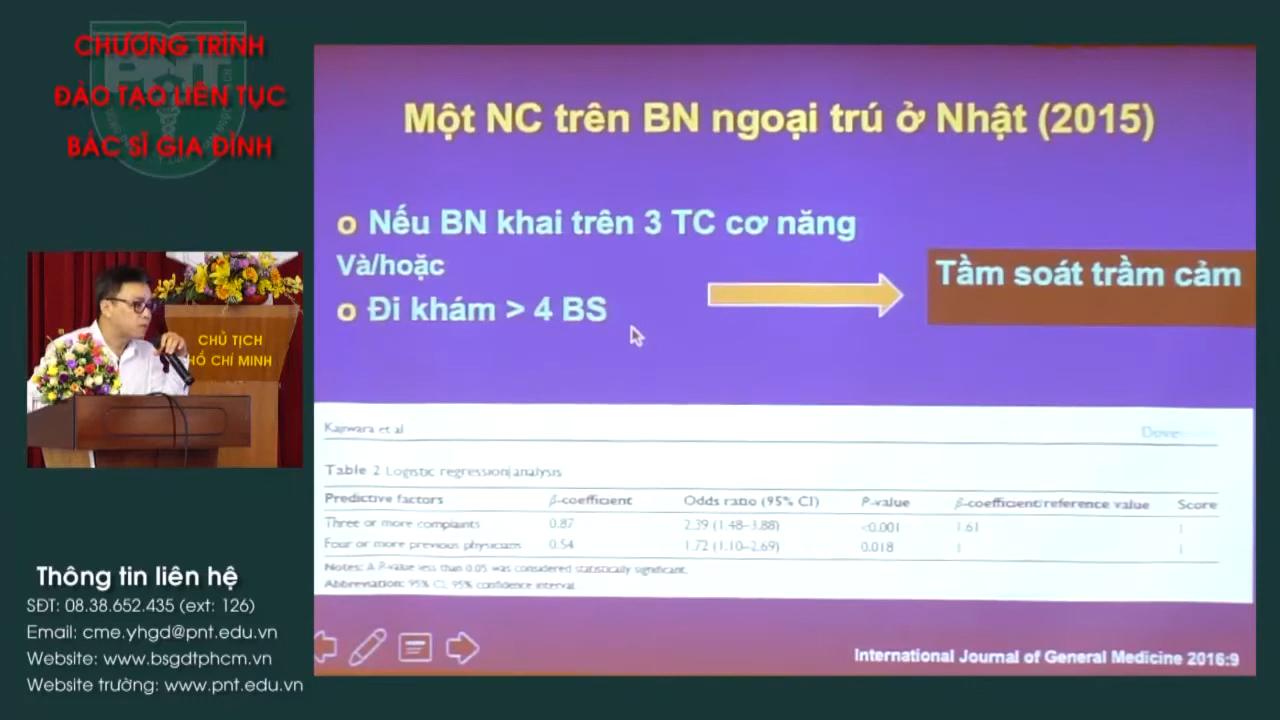 CHƯƠNG TRÌNH
ĐÀO TẠO LIÊN TỤC
BÁC SĨ GIA ĐÌNH
PNT
Một NC trên BN ngoại trú ở Nhật (2015)
o Nếu BN khai trên 3 TC cơ năng
Và/hoặc
o Đi khám > 4 BS
Tầm soát trầm cảm
CHỦ TỊCH
HỒ CHÍ MINH
Kajiwara et al
Dove
Table 2 Logistic regression analysis
Predictive factors β-coefficient Odds ratio (95% CI) P-value β-coefficient/reference value Score
Three or more complaints 0.87 2.39 (1.48–3.88) <0.001 1.61 1
Four or more previous physicians 0.54 1.72 (1.10–2.69) 0.018 1 1
Notes: A P-value less than 0.05 was considered statistically significant.
Abbreviation: 95% CI, 95% confidence interval.
International Journal of General Medicine 2016:9
Thông tin liên hệ
SĐT: 08.38.652.435 (ext: 126)
Email: cme.yhgd@pnt.edu.vn
Website: www.bsgdtphcm.vn
Website trường: www.pnt.edu.vn